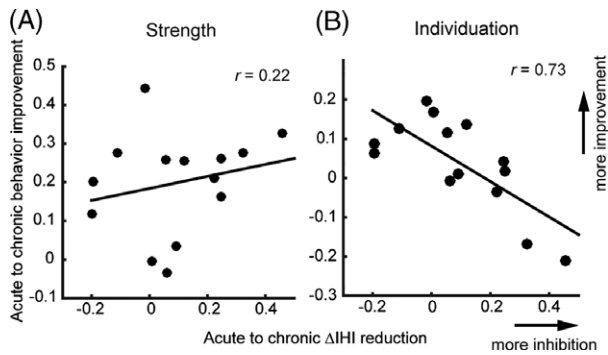 (A)
Strength
r = 0.22
Acute to chronic behavior improvement
0.5
0.4
0.3
0.2
0.1
0
-0.1
-0.2
0
0.2
0.4
(B)
Individuation
r = 0.73
more improvement
0.2
0.1
0
-0.1
-0.2
-0.3
-0.2
0
0.2
0.4
Acute to chronic ΔIHI reduction
more inhibition